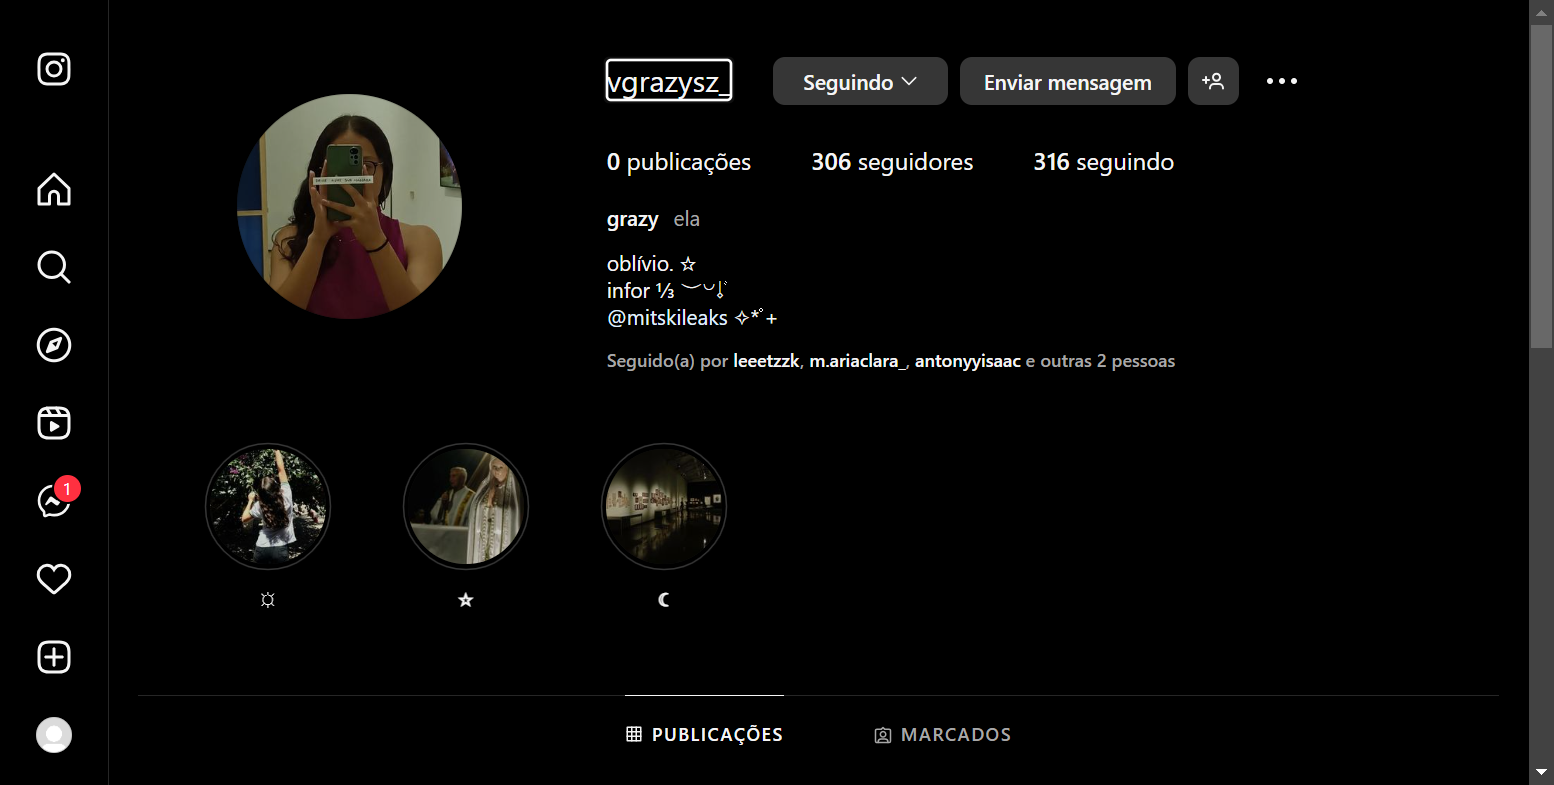 vgrazysz_ Seguindo Enviar mensagem
0 publicações 306 seguidores 316 seguindo
grazy ela
oblívio. ☆
infor ⅓
@mitskileaks ✧*˚+
Seguido(a) por leeetzzk, m.ariaclara_, antonyyisaac e outras 2 pessoas
1
PUBLICAÇÕES MARCADOS